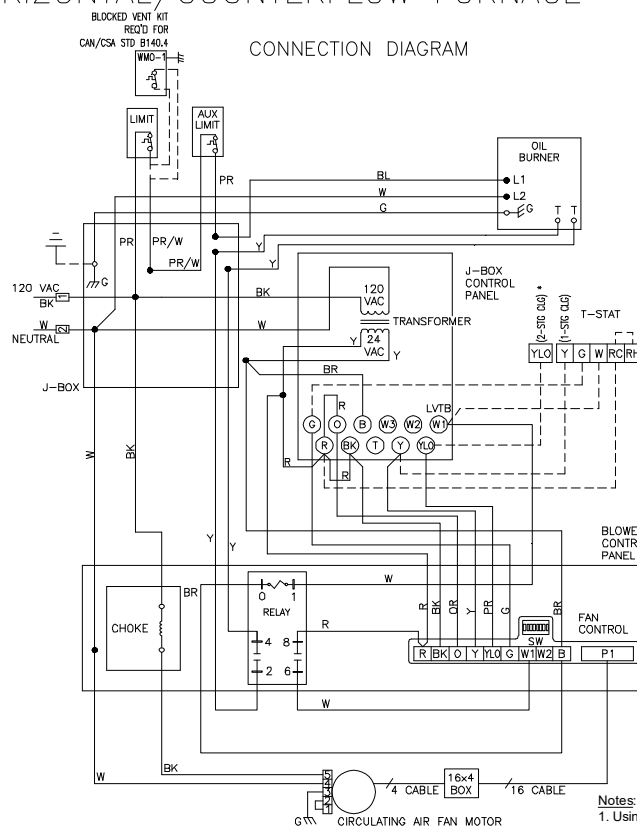 RIZONTAL/COUNTERFLOW FURNACE
BLOCKED VENT KIT
REQ'D FOR
CAN/CSA STD B140.4
WMO-1
CONNECTION DIAGRAM
LIMIT
AUX
LIMIT
OIL
BURNER
BL
L1
PR
W
L2
G
G
T T
PR
PR/W
Y
PR/W
Y
G
J-BOX
CONTROL
PANEL
120 VAC
BK
1
BK
120
VAC
W
2
NEUTRAL
W
TRANSFORMER
Y
24
VAC
Y
(2-STG CLG) *
(1-STG CLG)
T-STAT
YLO Y G W RC RH
J-BOX
BR
R
LVTB
G O B W3 W2 W1
R BK T Y YLO
R
R
W
BK
Y
Y
BLOWE
CONTR
PANEL
BR
W
R
BK
OR
Y
PR
G
BR
O 1
RELAY
CHOKE
4 8
2 6
R
SW
FAN
CONTROL
R BK O Y YLO G W1 W2 B
P1
W
BK
W
5
4
3
2
1
G
4 CABLE
16x4
BOX
16 CABLE
CIRCULATING AIR FAN MOTOR
Notes:
1. Usin